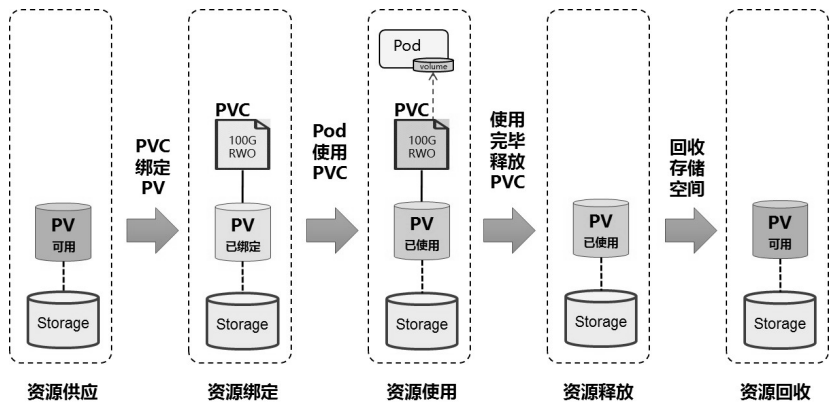 PV
可用
Storage
资源供应
PVC
绑定
PV
PVC
100G
RWO
PV
已绑定
Storage
资源绑定
Pod
使用
PVC
Pod
volume
PVC
100G
RWO
PV
已使用
Storage
资源使用
使用
完毕
释放
PVC
PV
已使用
Storage
资源释放
回收
存储
空间
PV
可用
Storage
资源回收